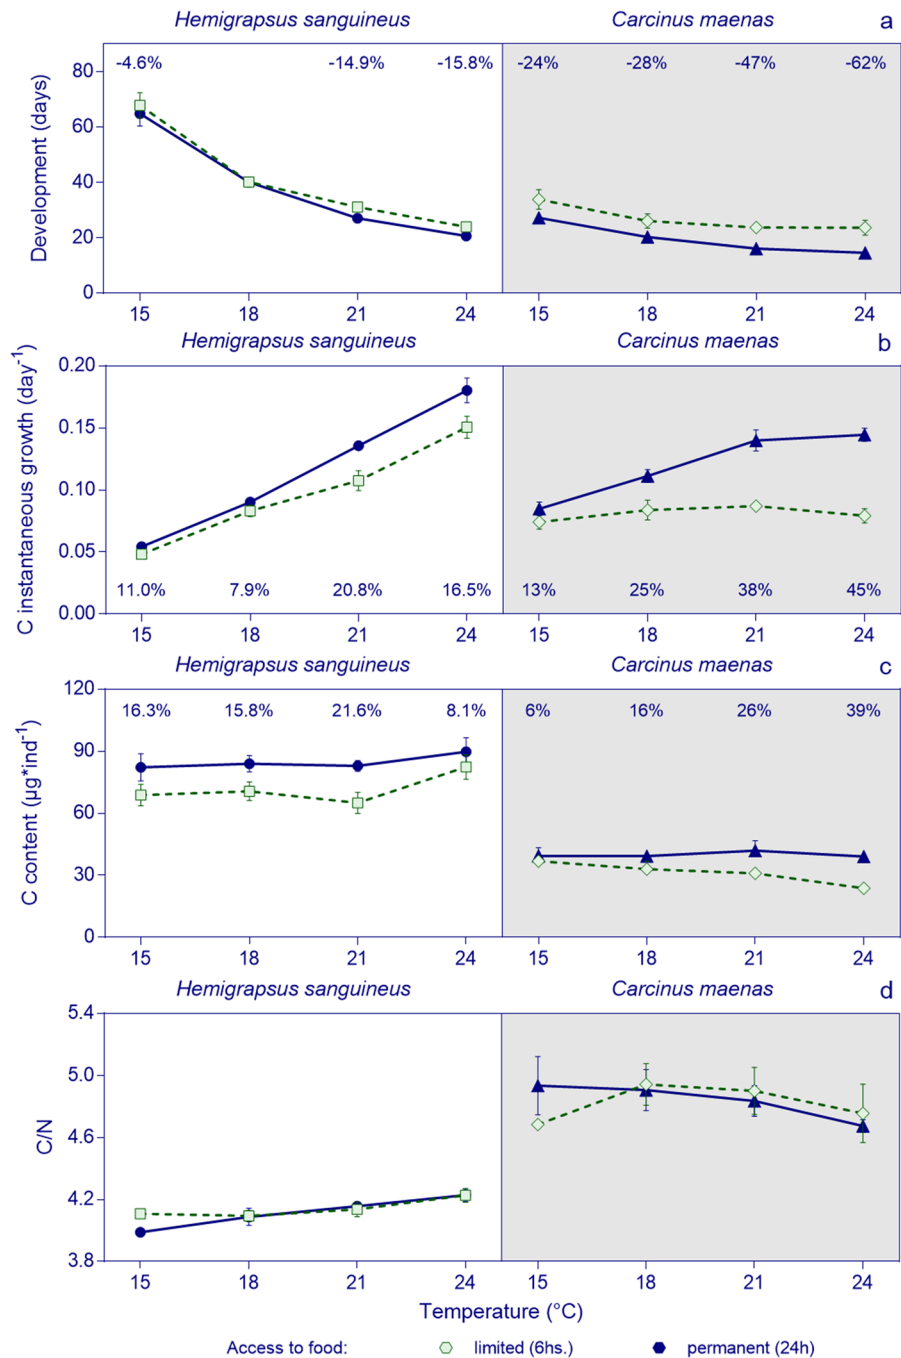 Hemigrapsus sanguineus Carcinus maenas a
-4.6% -14.9% -15.8% -24% -28% -47% -62%
80
60
40
20
0
Development (days)
15 18 21 24 15 18 21 24
Hemigrapsus sanguineus Carcinus maenas b
0.20
0.15
0.10
0.05
0.00
C instantaneous growth (day⁻¹)
11.0% 7.9% 20.8% 16.5% 13% 25% 38% 45%
15 18 21 24 15 18 21 24
Hemigrapsus sanguineus Carcinus maenas c
120
90
60
30
0
C content (µg*ind⁻¹)
16.3% 15.8% 21.6% 8.1% 6% 16% 26% 39%
15 18 21 24 15 18 21 24
Hemigrapsus sanguineus Carcinus maenas d
5.4
5.0
4.6
4.2
3.8
C/N
15 18 21 24 15 18 21 24
Temperature (°C)
Access to food: limited (6hs.) permanent (24h)